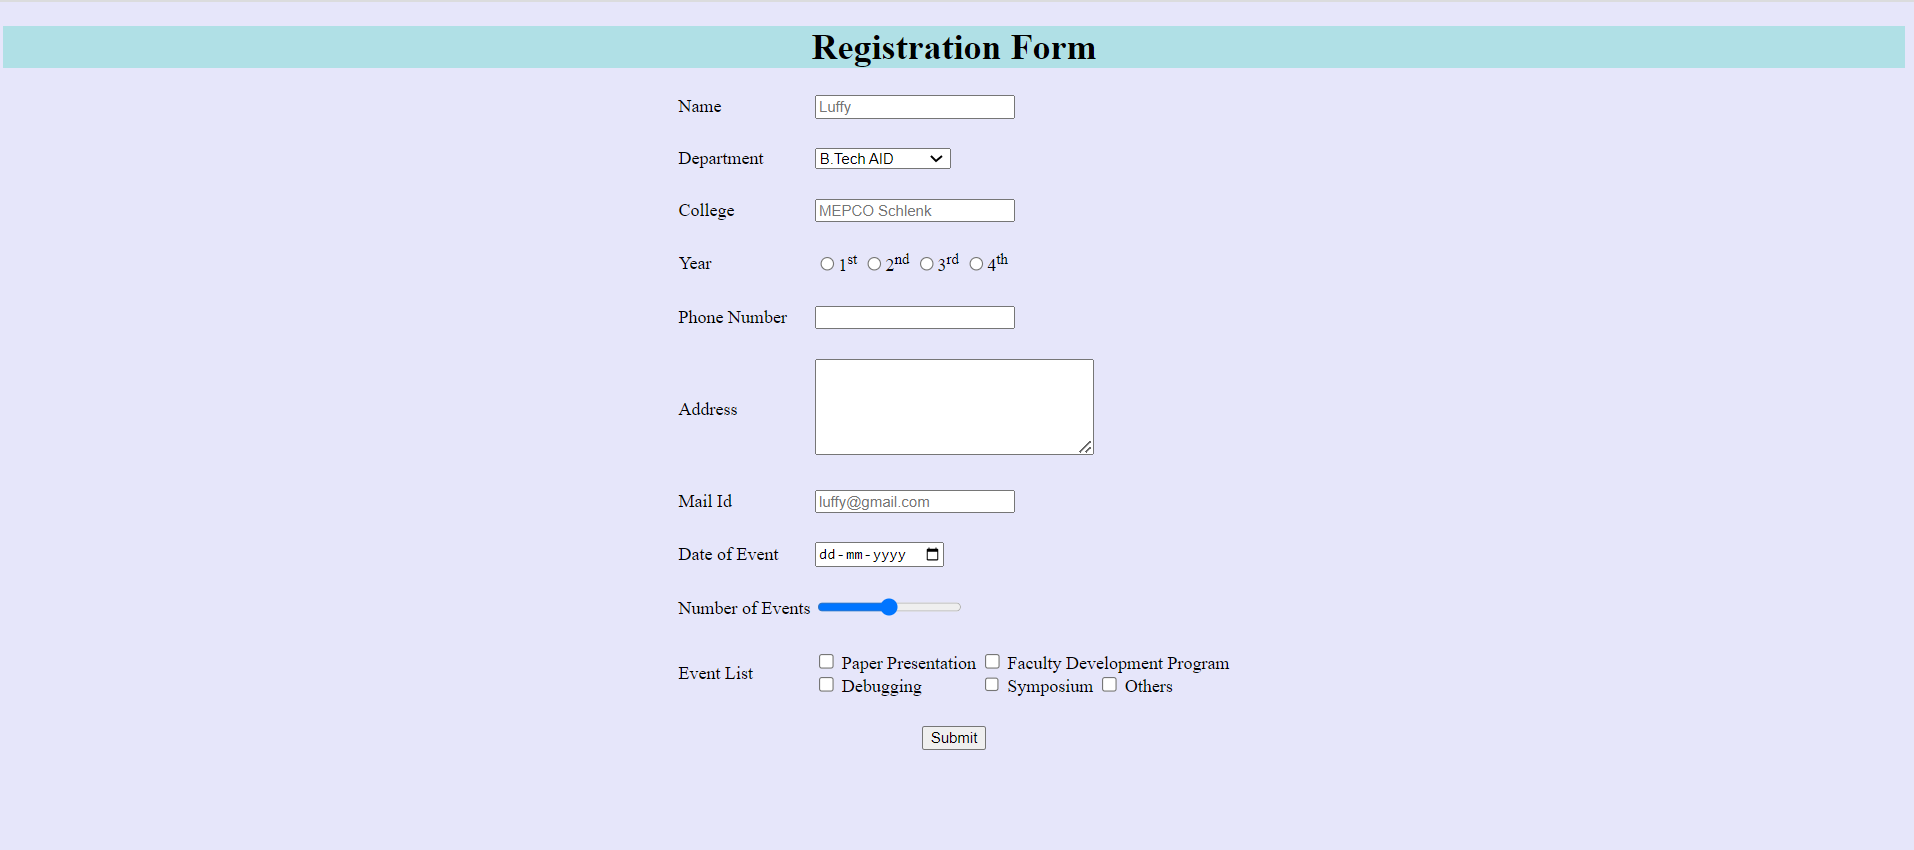 Registration Form
Name Luffy
Department B.Tech AID
College MEPCO Schlenk
Year 1st 2nd 3rd 4th
Phone Number
Address
Mail Id luffy@gmail.com
Date of Event dd-mm-yyyy
Number of Events
Event List
Paper Presentation Faculty Development Program
Debugging Symposium Others
Submit